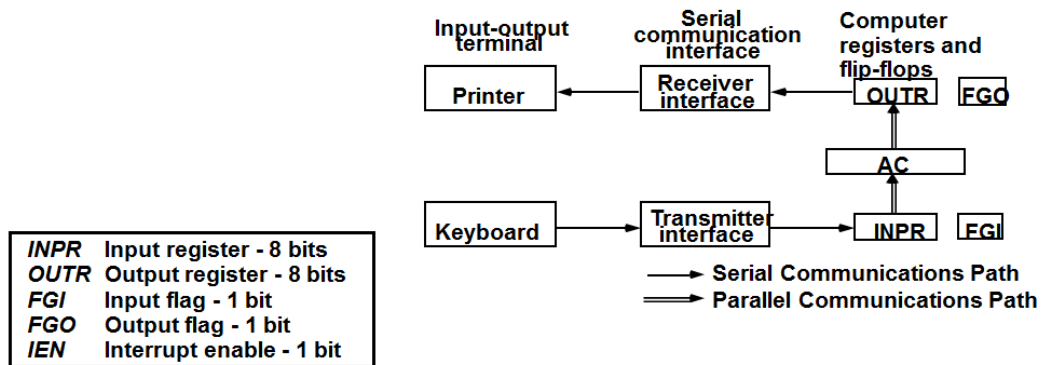 Input-output
terminal
Serial
communication
interface
Computer
registers and
flip-flops
Printer
Receiver
interface
OUTR
FGO
AC
Keyboard
Transmitter
interface
INPR
FGI
Serial Communications Path
Parallel Communications Path
INPR Input register - 8 bits
OUTR Output register - 8 bits
FGI Input flag - 1 bit
FGO Output flag - 1 bit
IEN Interrupt enable - 1 bit